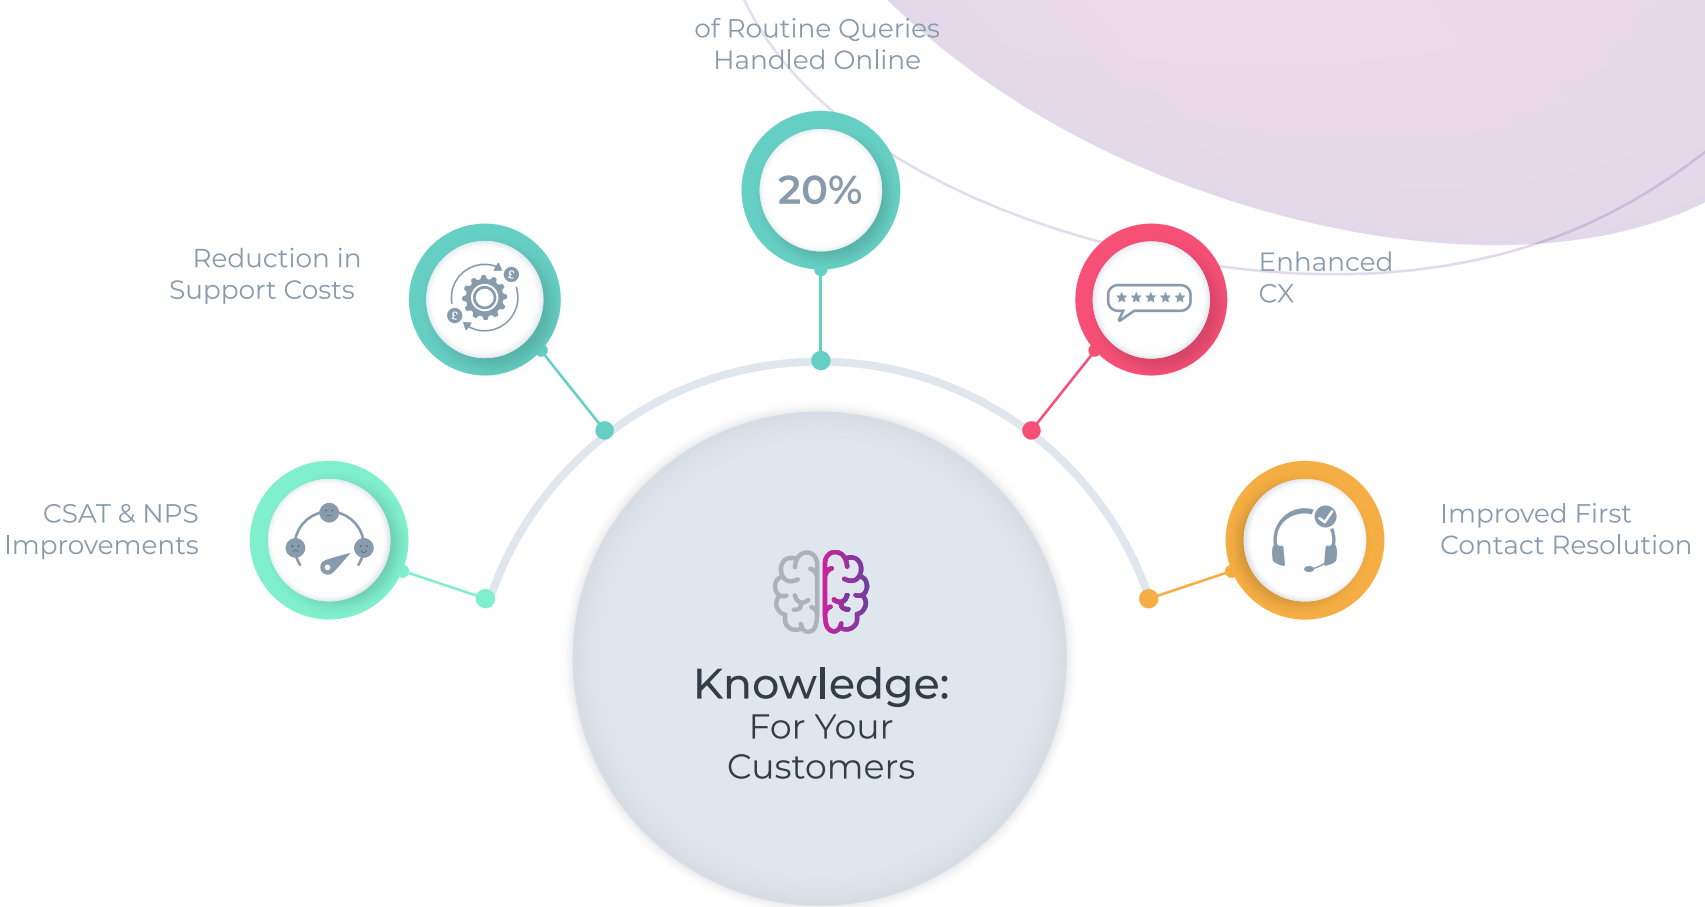 of Routine Queries
Handled Online
20%
Reduction in
Support Costs
Enhanced
CX
CSAT & NPS
Improvements
Improved First
Contact Resolution
£
£
Knowledge:
For Your
Customers